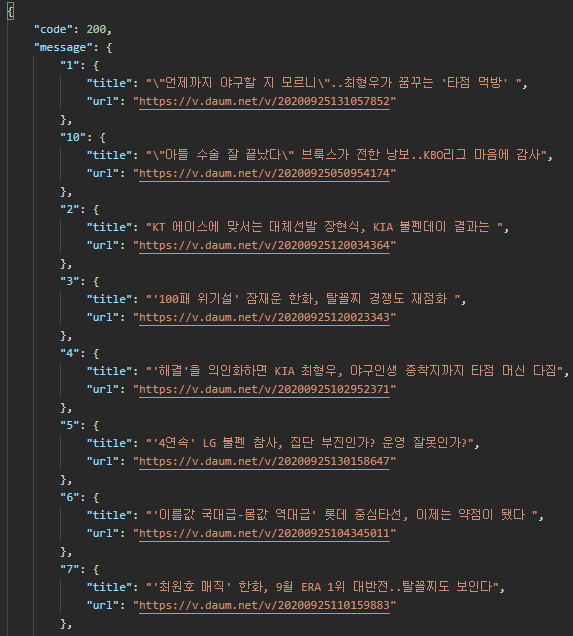 {
"code": 200,
"message": {
"1": {
"title": "\"언제까지 야구할 지 모르니\"..최형우가 꿈꾸는 '타점 먹방' ",
"url": "https://v.daum.net/v/20200925131057852"
},
"10": {
"title": "\"아들 수술 잘 끝났다\" 브룩스가 전한 낭보..KBO리그 마음에 감사",
"url": "https://v.daum.net/v/20200925050954174"
},
"2": {
"title": "KT 에이스에 맞서는 대체선발 장현식, KIA 불펜데이 결과는 ",
"url": "https://v.daum.net/v/20200925120034364"
},
"3": {
"title": "'100패 위기설' 잠재운 한화, 탈꼴찌 경쟁도 재점화 ",
"url": "https://v.daum.net/v/20200925120023343"
},
"4": {
"title": "'해결'을 의인화하면 KIA 최형우, 야구인생 종착지까지 타점 머신 다짐",
"url": "https://v.daum.net/v/20200925102952371"
},
"5": {
"title": "'4연속' LG 불펜 참사, 집단 부진인가? 운영 잘못인가?",
"url": "https://v.daum.net/v/20200925130158647"
},
"6": {
"title": "'이름값 국대급-몸값 역대급' 롯데 중심타선, 이제는 약점이 됐다 ",
"url": "https://v.daum.net/v/20200925104345011"
},
"7": {
"title": "'최원호 매직' 한화, 9월 ERA 1위 대반전..탈꼴찌도 보인다",
"url": "https://v.daum.net/v/20200925110159883"
},